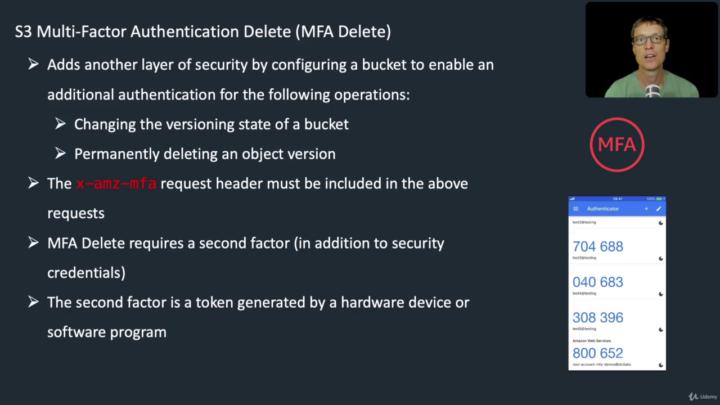 S3 Multi-Factor Authentication Delete (MFA Delete)
Adds another layer of security by configuring a bucket to enable an
additional authentication for the following operations:
Changing the versioning state of a bucket
Permanently deleting an object version
The x-amz-mfa request header must be included in the above
requests
MFA Delete requires a second factor (in addition to security
credentials)
The second factor is a token generated by a hardware device or
software program
MFA
Authenticator
704 688
040 683
308 396
Amazon Web Services
800 652
Udemy